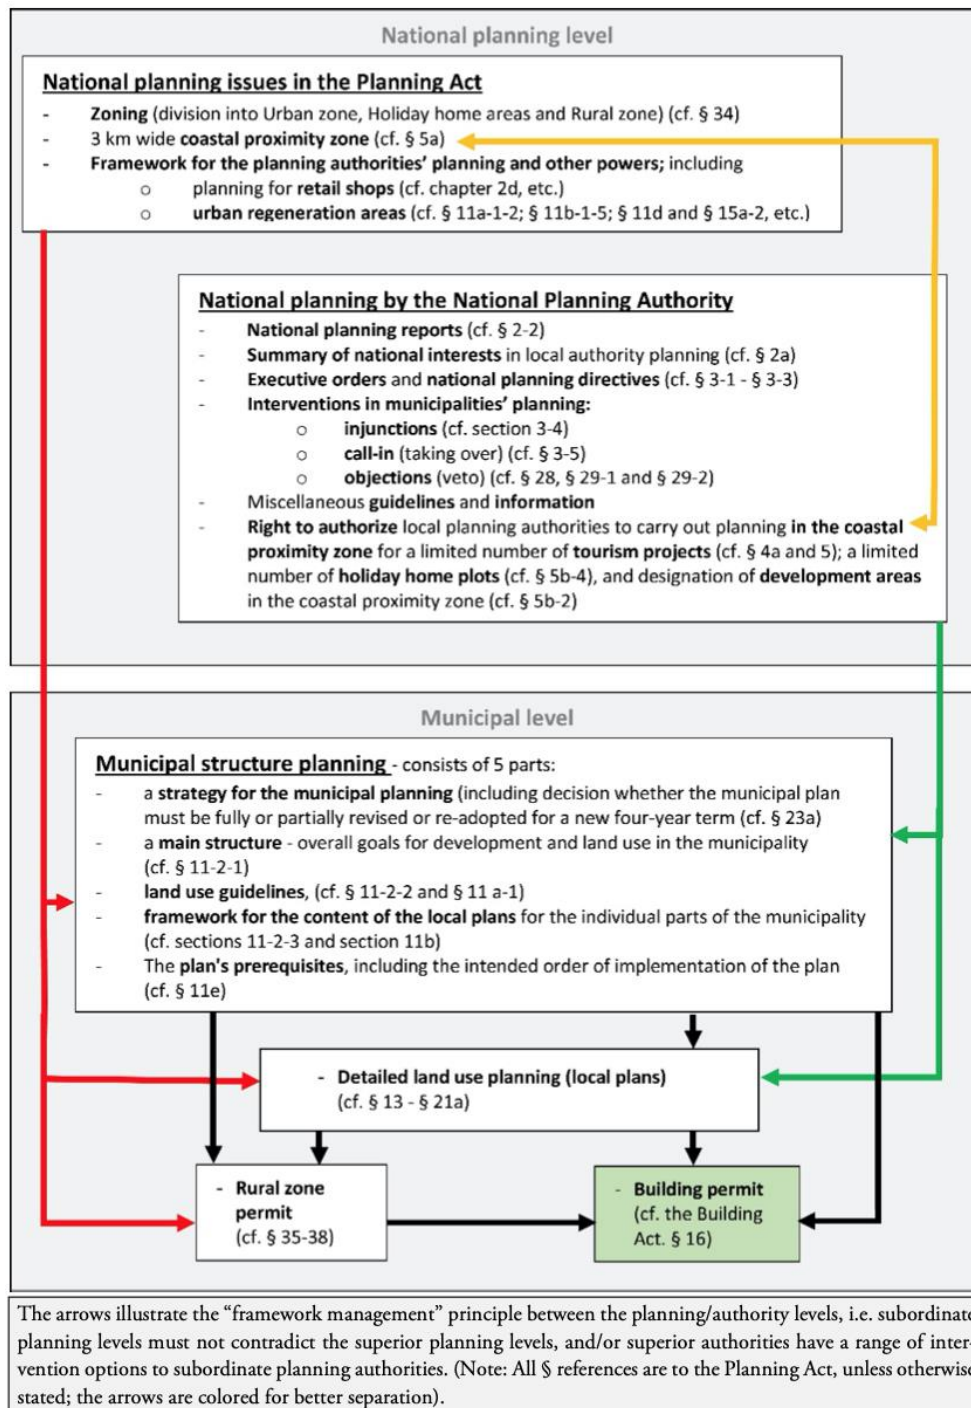 National planning level
National planning issues in the Planning Act
- Zoning (division into Urban zone, Holiday home areas and Rural zone) (cf. § 34)
- 3 km wide coastal proximity zone (cf. § 5a)
- Framework for the planning authorities' planning and other powers; including
o planning for retail shops (cf. chapter 2d, etc.)
o urban regeneration areas (cf. § 11a-1-2; § 11b-1-5; § 11d and § 15a-2, etc.)
National planning by the National Planning Authority
- National planning reports (cf. § 2-2)
- Summary of national interests in local authority planning (cf. § 2a)
- Executive orders and national planning directives (cf. § 3-1 - § 3-3)
- Interventions in municipalities' planning:
o injunctions (cf. section 3-4)
o call-in (taking over) (cf. § 3-5)
o objections (veto) (cf. § 28, § 29-1 and § 29-2)
- Miscellaneous guidelines and information
- Right to authorize local planning authorities to carry out planning in the coastal
proximity zone for a limited number of tourism projects (cf. § 4a and 5); a limited
number of holiday home plots (cf. § 5b-4), and designation of development areas
in the coastal proximity zone (cf. § 5b-2)
Municipal level
Municipal structure planning - consists of 5 parts:
- a strategy for the municipal planning (including decision whether the municipal plan
must be fully or partially revised or re-adopted for a new four-year term (cf. § 23a)
- a main structure - overall goals for development and land use in the municipality
(cf. § 11-2-1)
- land use guidelines, (cf. § 11-2-2 and § 11 a-1)
- framework for the content of the local plans for the individual parts of the municipality
(cf. sections 11-2-3 and section 11b)
- The plan's prerequisites, including the intended order of implementation of the plan
(cf. § 11e)
- Detailed land use planning (local plans)
(cf. § 13 - § 21a)
- Rural zone
permit
(cf. § 35-38)
- Building permit
(cf. the Building
Act. § 16)
The arrows illustrate the "framework management" principle between the planning/authority levels, i.e. subordinate
planning levels must not contradict the superior planning levels, and/or superior authorities have a range of inter-
vention options to subordinate planning authorities. (Note: All § references are to the Planning Act, unless otherwise
stated; the arrows are colored for better separation).